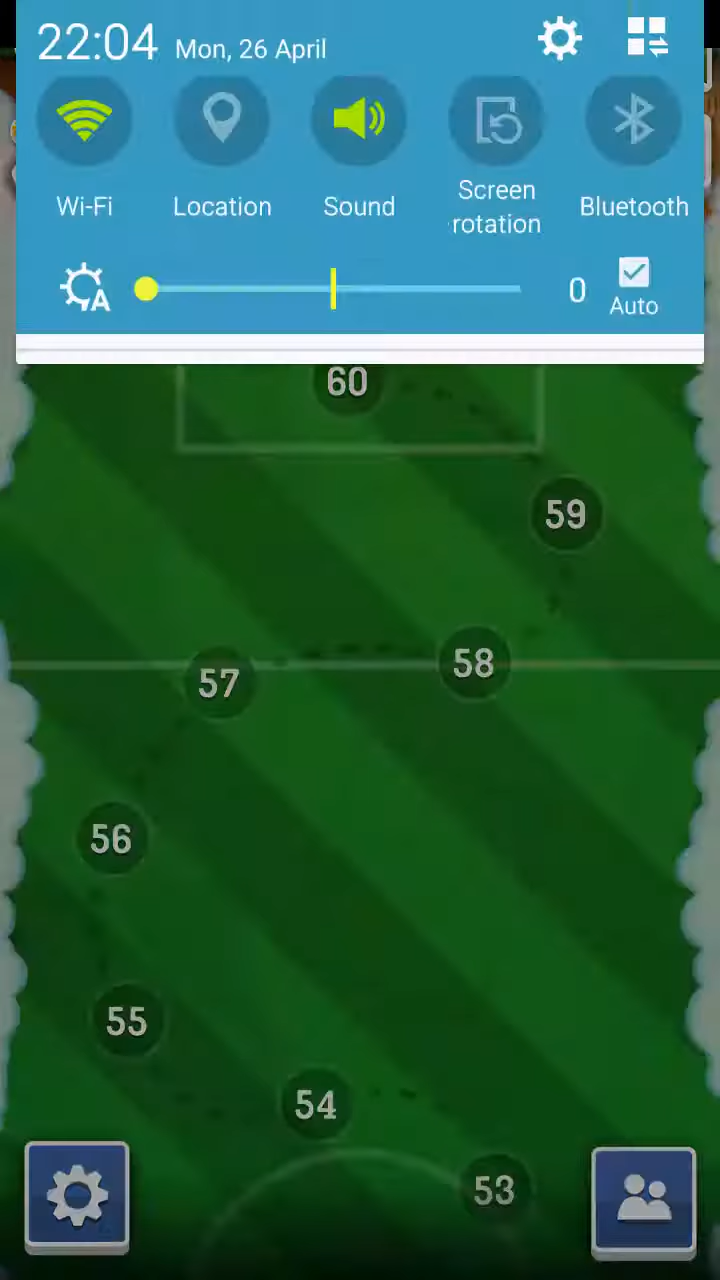 22:04 Mon, 26 April
Wi-Fi Location Sound Screen rotation Bluetooth
A 0 Auto
60
59
58
57
56
55
54
53